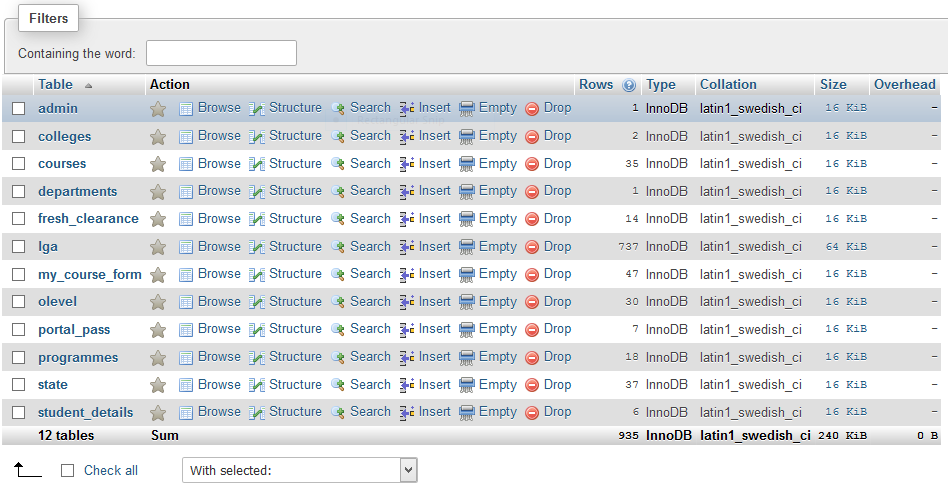 Filters
Containing the word:
Table Action Rows Type Collation Size Overhead
admin Browse Structure Search Insert Empty Drop 1 InnoDB latin1_swedish_ci 16 KiB -
colleges Browse Structure Search Insert Empty Drop 2 InnoDB latin1_swedish_ci 16 KiB -
courses Browse Structure Search Insert Empty Drop 35 InnoDB latin1_swedish_ci 16 KiB -
departments Browse Structure Search Insert Empty Drop 1 InnoDB latin1_swedish_ci 16 KiB -
fresh_clearance Browse Structure Search Insert Empty Drop 14 InnoDB latin1_swedish_ci 16 KiB -
lga Browse Structure Search Insert Empty Drop 737 InnoDB latin1_swedish_ci 64 KiB -
my_course_form Browse Structure Search Insert Empty Drop 47 InnoDB latin1_swedish_ci 16 KiB -
olevel Browse Structure Search Insert Empty Drop 30 InnoDB latin1_swedish_ci 16 KiB -
portal_pass Browse Structure Search Insert Empty Drop 7 InnoDB latin1_swedish_ci 16 KiB -
programmes Browse Structure Search Insert Empty Drop 18 InnoDB latin1_swedish_ci 16 KiB -
state Browse Structure Search Insert Empty Drop 37 InnoDB latin1_swedish_ci 16 KiB -
student_details Browse Structure Search Insert Empty Drop 6 InnoDB latin1_swedish_ci 16 KiB -
12 tables Sum 935 InnoDB latin1_swedish_ci 240 KiB 0 B
Check all With selected: